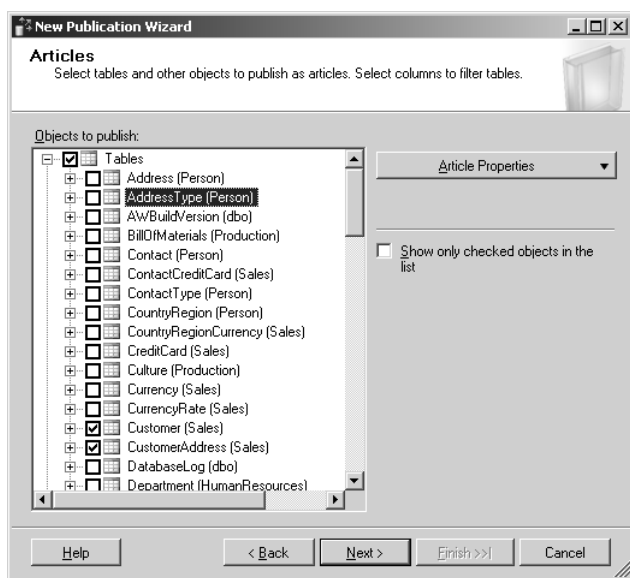 New Publication Wizard
Articles
Select tables and other objects to publish as articles. Select columns to filter tables.
Objects to publish:
Tables
Address (Person)
AddressType (Person)
AWBuildVersion (dbo)
BillOfMaterials (Production)
Contact (Person)
ContactCreditCard (Sales)
ContactType (Person)
CountryRegion (Person)
CountryRegionCurrency (Sales)
CreditCard (Sales)
Culture (Production)
Currency (Sales)
CurrencyRate (Sales)
Customer (Sales)
CustomerAddress (Sales)
DatabaseLog (dbo)
Department (HumanResources)
Article Properties
Show only checked objects in the
list
Help
< Back
Next >
Finish >>|
Cancel